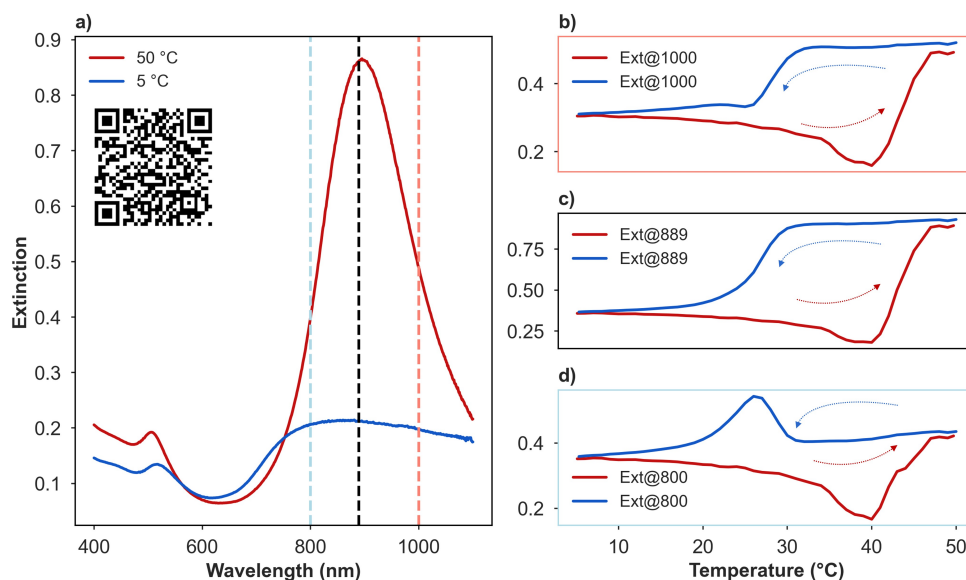 a)
50 °C
5 °C
0.9
0.8
0.7
0.6
0.5
0.4
0.3
0.2
0.1
Extinction
400
600
800
1000
Wavelength (nm)
b)
Ext@1000
Ext@1000
0.4
0.2
c)
Ext@889
Ext@889
0.75
0.50
0.25
d)
Ext@800
Ext@800
0.4
0.2
10
20
30
40
50
Temperature (°C)